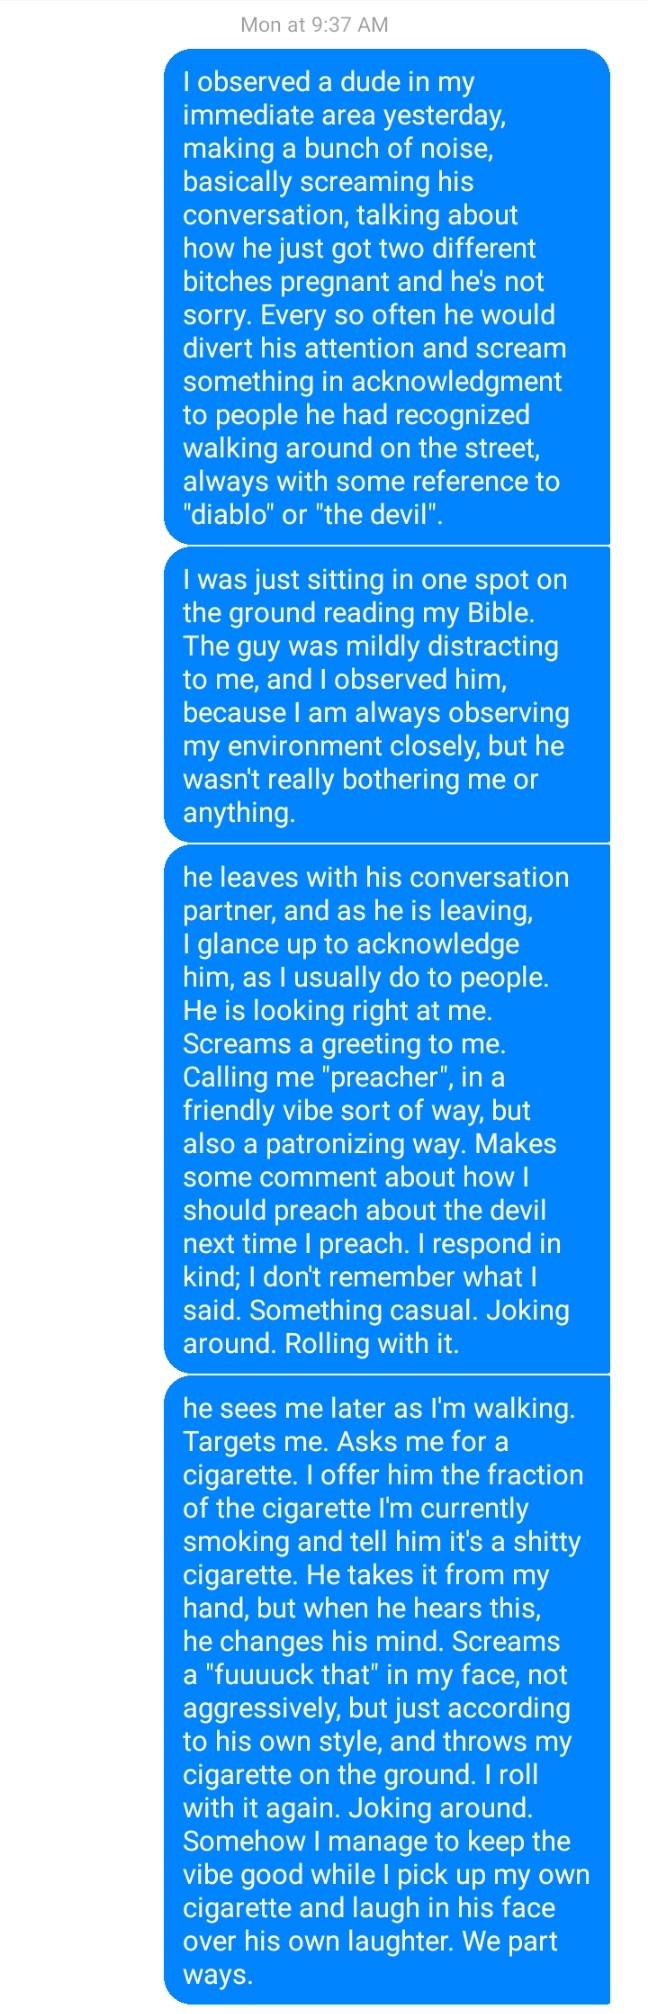 Mon at 9:37 AM
I observed a dude in my
immediate area yesterday,
making a bunch of noise,
basically screaming his
conversation, talking about
how he just got two different
bitches pregnant and he's not
sorry. Every so often he would
divert his attention and scream
something in acknowledgment
to people he had recognized
walking around on the street,
always with some reference to
"diablo" or "the devil".
I was just sitting in one spot on
the ground reading my Bible.
The guy was mildly distracting
to me, and I observed him,
because I am always observing
my environment closely, but he
wasn't really bothering me or
anything.
he leaves with his conversation
partner, and as he is leaving,
I glance up to acknowledge
him, as I usually do to people.
He is looking right at me.
Screams a greeting to me.
Calling me "preacher", in a
friendly vibe sort of way, but
also a patronizing way. Makes
some comment about how I
should preach about the devil
next time I preach. I respond in
kind; I don't remember what I
said. Something casual. Joking
around. Rolling with it.
he sees me later as I'm walking.
Targets me. Asks me for a
cigarette. I offer him the fraction
of the cigarette I'm currently
smoking and tell him it's a shitty
cigarette. He takes it from my
hand, but when he hears this,
he changes his mind. Screams
a "fuuuuck that" in my face, not
aggressively, but just according
to his own style, and throws my
cigarette on the ground. I roll
with it again. Joking around.
Somehow I manage to keep the
vibe good while I pick up my own
cigarette and laugh in his face
over his own laughter. We part
ways.